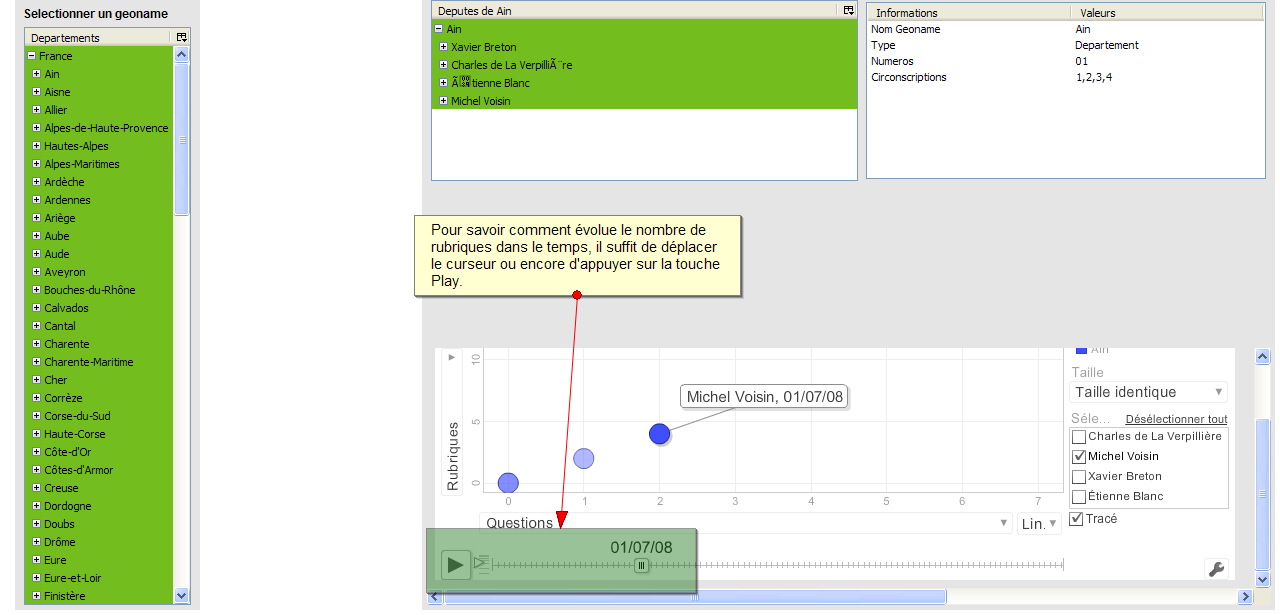 Selectionner un geoname
Departements
France
Ain
Aisne
Allier
Alpes-de-Haute-Provence
Hautes-Alpes
Alpes-Maritimes
Ardèche
Ardennes
Ariège
Aube
Aude
Aveyron
Bouches-du-Rhône
Calvados
Cantal
Charente
Charente-Maritime
Cher
Corrèze
Corse-du-Sud
Haute-Corse
Côte-d'Or
Côtes-d'Armor
Creuse
Dordogne
Doubs
Drôme
Eure
Eure-et-Loir
Finistère
Deputes de Ain
Ain
Xavier Breton
Charles de La VerpilliÃ¨re
tienne Blanc
Michel Voisin
Informations Valeurs
Nom Geoname Ain
Type Departement
Numeros 01
Circonscriptions 1,2,3,4
Pour savoir comment évolue le nombre de
rubriques dans le temps, il suffit de déplacer
le curseur ou encore d'appuyer sur la touche
Play.
Rubriques
10
5
0
Michel Voisin, 01/07/08
0 1 2 3 4 5 6 7
Questions
Lin.
01/07/08
Ain
Taille
Taille identique
Séle... Désélectionner tout
Charles de La Verpillière
Michel Voisin
Xavier Breton
Étienne Blanc
Tracé